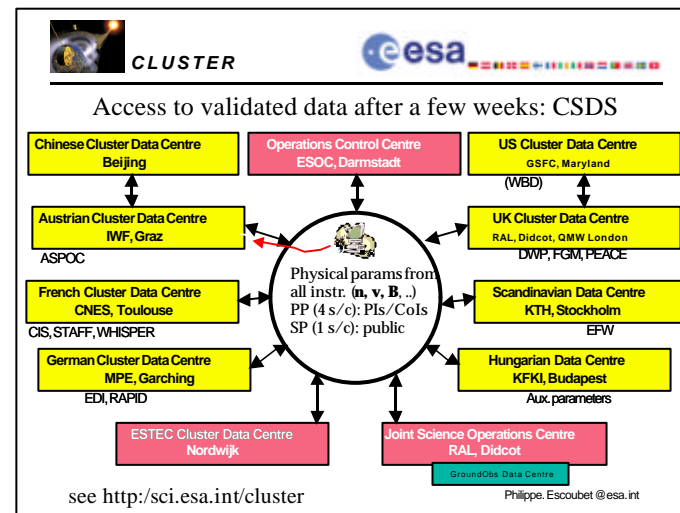 CLUSTER
esa
Access to validated data after a few weeks: CSDS
Chinese Cluster Data Centre
Beijing
Operations Control Centre
ESOC, Darmstadt
US Cluster Data Centre
GSFC, Maryland
(WBD)
Austrian Cluster Data Centre
IWF, Graz
ASPOC
UK Cluster Data Centre
RAL, Didcot, QMW London
DWP, FGM, PEACE
Physical params from
all instr. (n, v, B, ..)
PP (4 s/c): PIs/CoIs
SP (1 s/c): public
French Cluster Data Centre
CNES, Toulouse
CIS, STAFF, WHISPER
Scandinavian Data Centre
KTH, Stockholm
EFW
German Cluster Data Centre
MPE, Garching
EDI, RAPID
Hungarian Data Centre
KFKI, Budapest
Aux. parameters
ESTEC Cluster Data Centre
Nordwijk
Joint Science Operations Centre
RAL, Didcot
GroundObs Data Centre
see http:/sci.esa.int/cluster
Philippe. Escoubet @esa.int